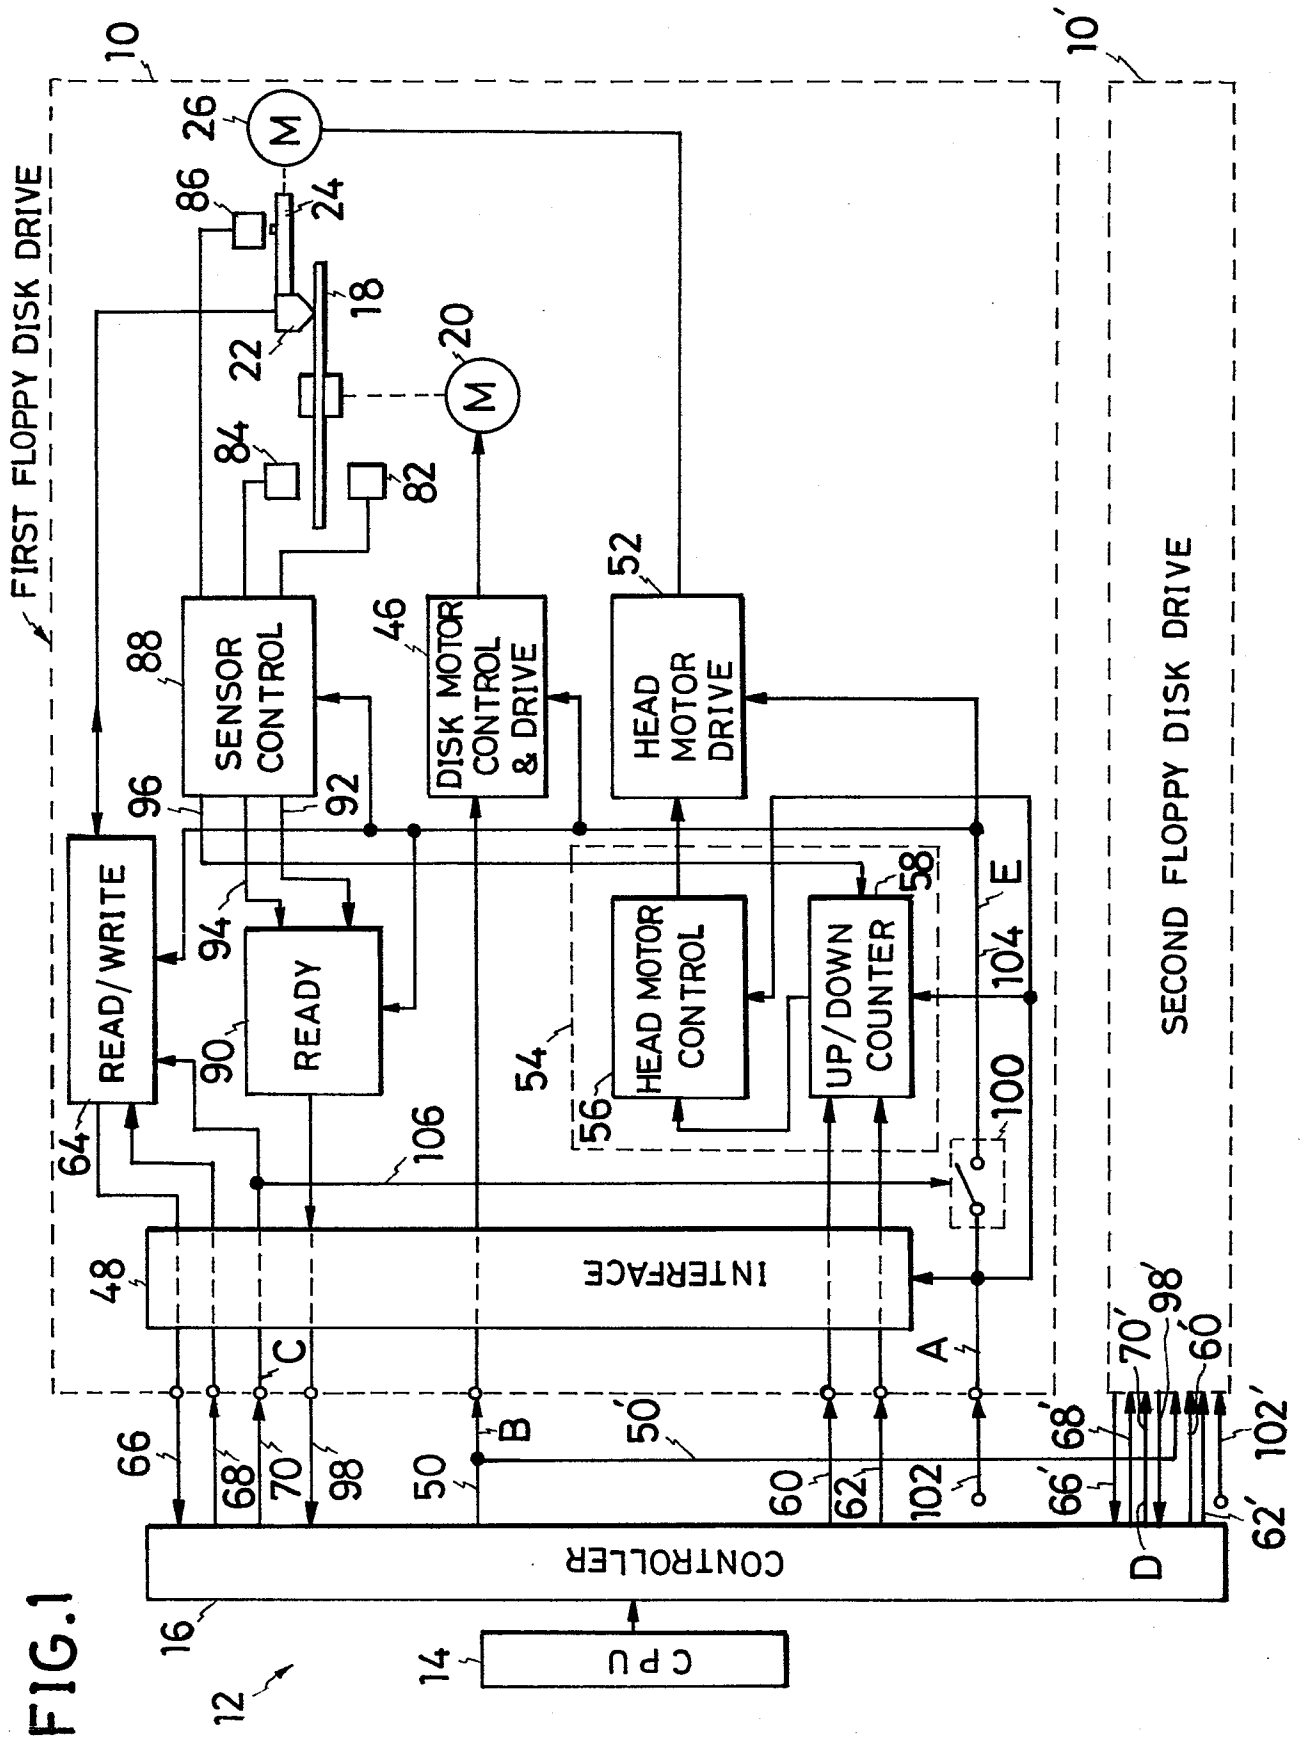 FIG.1
12
14
CPU
16
CONTROLLER
FIRST FLOPPY DISK DRIVE
10
66
68
70
98
50
B
50'
60
62
102
C
A
48
INTERFACE
64
READ/WRITE
106
90
READY
94
96
92
88
SENSOR
CONTROL
46
DISK MOTOR
CONTROL
& DRIVE
54
56
HEAD MOTOR
CONTROL
58
UP/DOWN
COUNTER
52
HEAD
MOTOR
DRIVE
100
104
E
84
82
86
22
24
18
20
M
26
M
10'
SECOND FLOPPY DISK DRIVE
66'
68'
70'
98'
60'
62'
102'
D